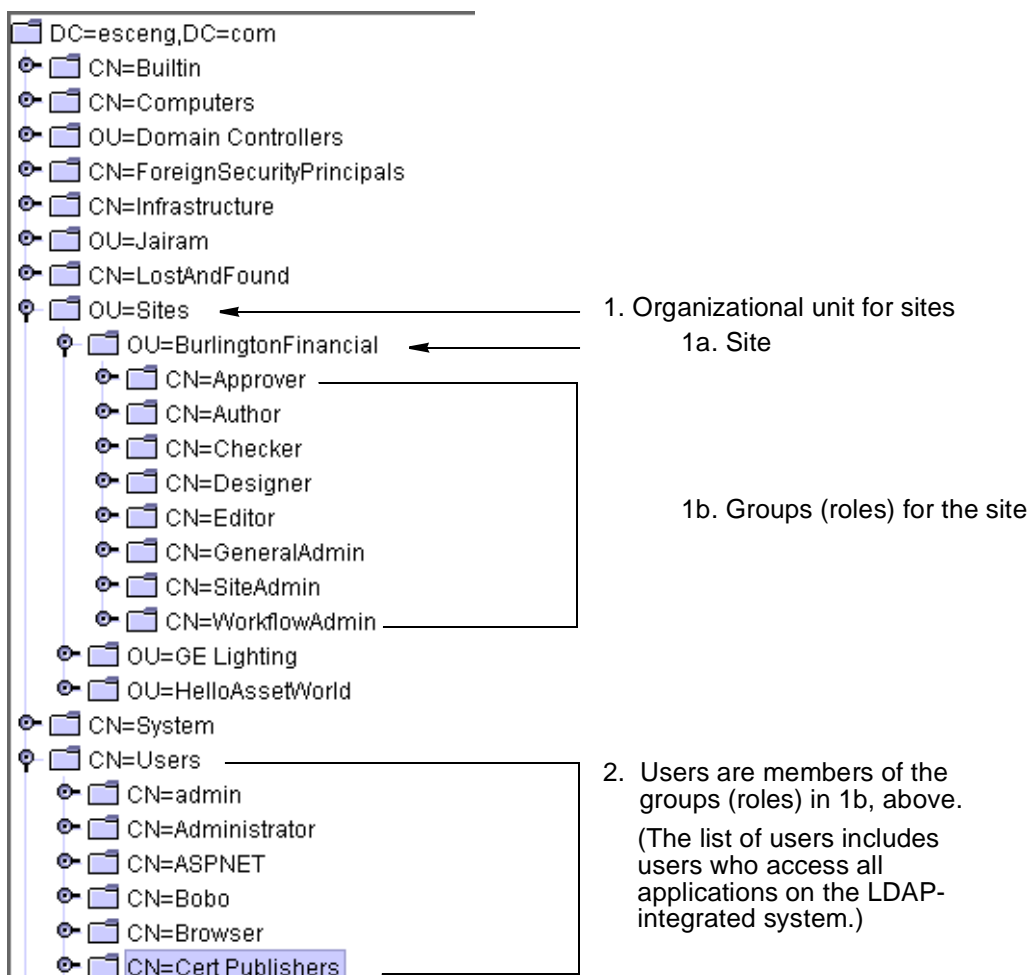 DC=esceng,DC=com
CN=Builtin
CN=Computers
OU=Domain Controllers
CN=ForeignSecurityPrincipals
CN=Infrastructure
OU=Jairam
CN=LostAndFound
OU=Sites
1. Organizational unit for sites
OU=BurlingtonFinancial
1a. Site
CN=Approver
CN=Author
CN=Checker
CN=Designer
CN=Editor
1b. Groups (roles) for the site
CN=GeneralAdmin
CN=SiteAdmin
CN=WorkflowAdmin
OU=GE Lighting
OU=HelloAssetWorld
CN=System
CN=Users
CN=admin
CN=Administrator
CN=ASPNET
CN=Bobo
CN=Browser
CN=Cert Publishers
2. Users are members of the
groups (roles) in 1b, above.
(The list of users includes
users who access all
applications on the LDAP-
integrated system.)